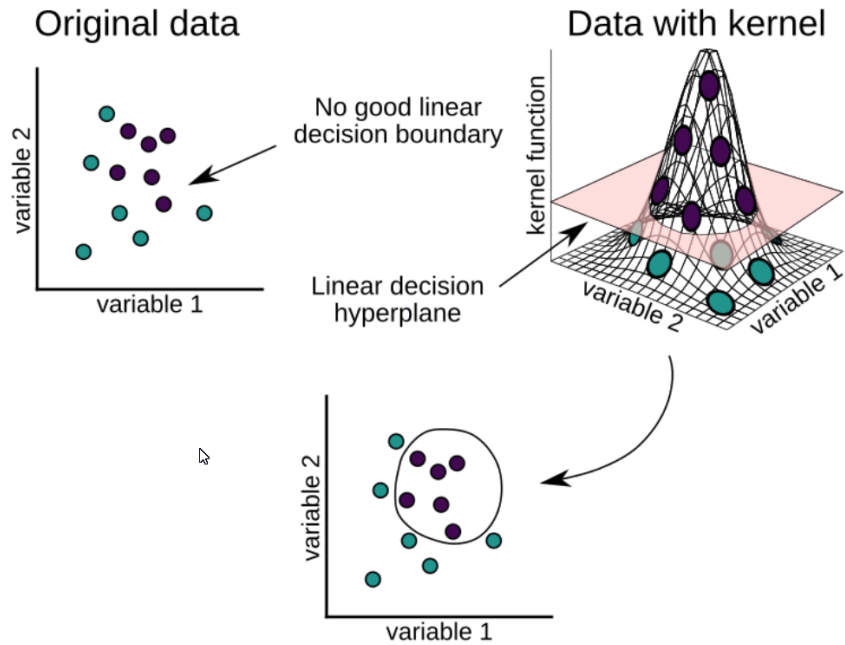 Original data
Data with kernel
variable 2
variable 1
No good linear
decision boundary
kernel function
variable 2
variable 1
Linear decision
hyperplane
variable 2
variable 1